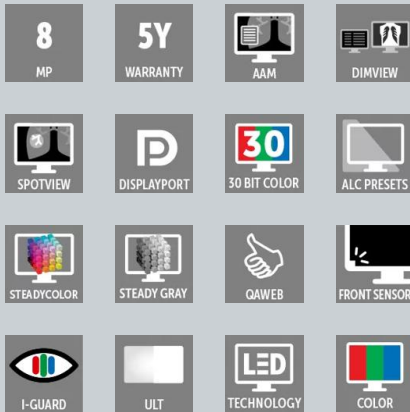 8
MP
5Y
WARRANTY
AAM
DIMVIEW
SPOTVIEW
DISPLAYPORT
30
30 BIT COLOR
ALC PRESETS
STEADYCOLOR
STEADY GRAY
QAWEB
FRONT SENSOR
I-GUARD
ULT
LED
TECHNOLOGY
COLOR